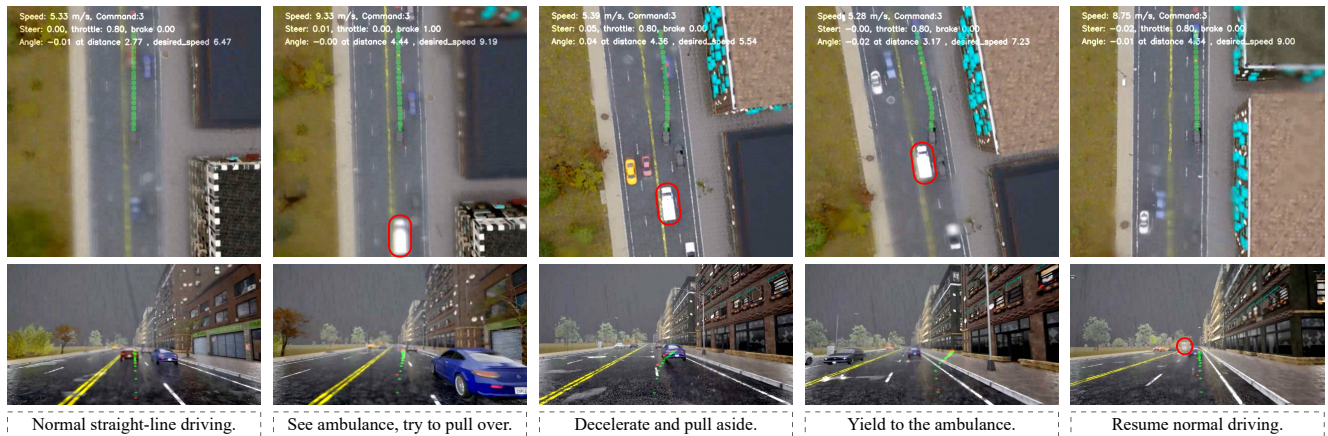 Speed: 5.33 m/s, Command:3
Steer: 0.00, throttle: 0.80, brake 0.00
Angle: -0.01 at distance 2.77 , desired_speed 6.47
Speed: 9.33 m/s, Command:3
Steer: 0.01, throttle: 0.00, brake 1.00
Angle: -0.00 at distance 4.44 , desired_speed 9.19
Speed: 5.39 m/s, Command:3
Steer: 0.05, throttle: 0.80, brake 0.00
Angle: 0.04 at distance 4.36 , desired_speed 5.54
Speed: 5.28 m/s, Command:3
Steer: -0.00, throttle: 0.80, brake 0.00
Angle: -0.02 at distance 3.17 , desired_speed 7.23
Speed: 8.75 m/s, Command:3
Steer: -0.02, throttle: 0.80, brake 0.00
Angle: -0.01 at distance 4.34 , desired_speed 9.00
Normal straight-line driving.
See ambulance, try to pull over.
Decelerate and pull aside.
Yield to the ambulance.
Resume normal driving.